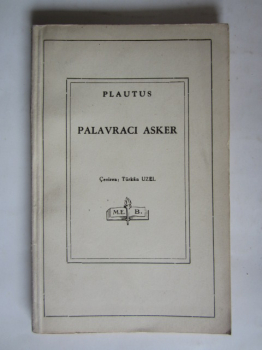 PLAUTUS
PALAVRACI ASKER
Çeviren: Türkân UZEL
M.E. B.